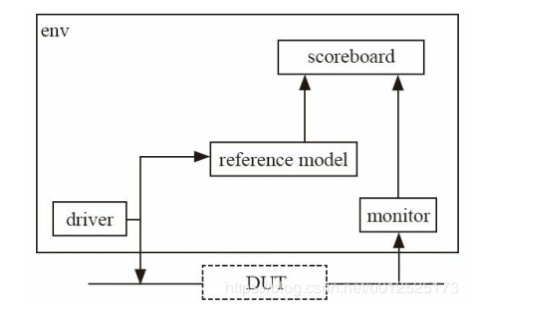 env
scoreboard
reference model
driver
monitor
DUT